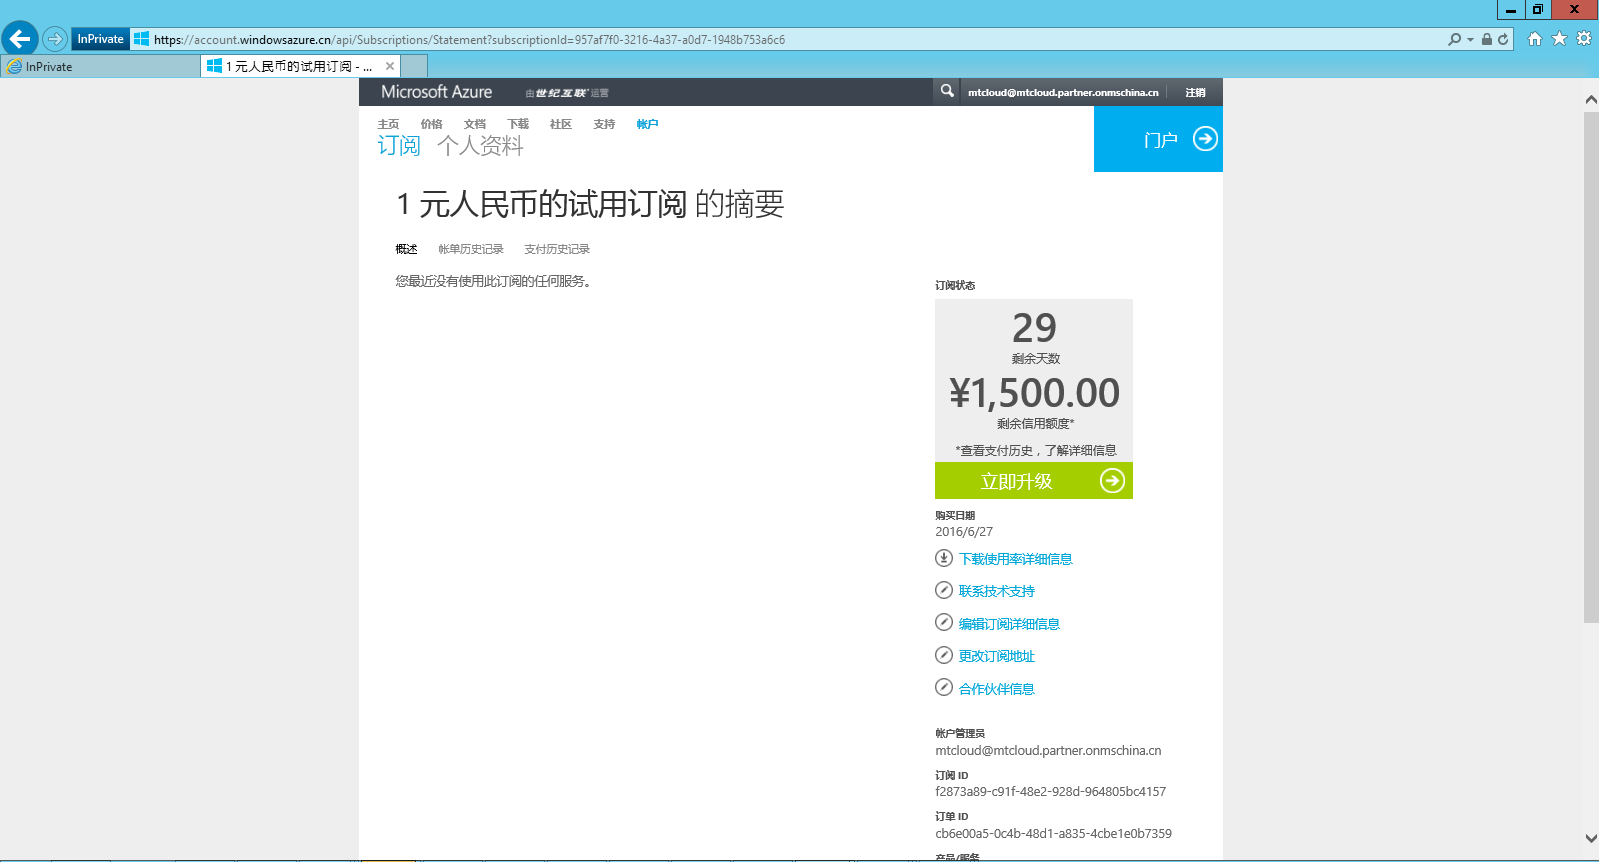 InPrivate
https://account.windowsazure.cn/api/Subscriptions/Statement?subscriptionId=957af7f0-3216-4a37-a0d7-1948b753a6c6
InPrivate
1 元人民币的试用订阅 - ...
Microsoft Azure
由世纪互联运营
mtcloud@mtcloud.partner.onmschina.cn
注销
主页 价格 文档 下载 社区 支持 帐户
订阅 个人资料
门户
1 元人民币的试用订阅 的摘要
概述 帐单历史记录 支付历史记录
您最近没有使用此订阅的任何服务。
订阅状态
29
剩余天数
¥1,500.00
剩余信用额度*
*查看支付历史，了解详细信息
立即升级
购买日期
2016/6/27
下载使用率详细信息
联系技术支持
编辑订阅详细信息
更改订阅地址
合作伙伴信息
帐户管理员
mtcloud@mtcloud.partner.onmschina.cn
订阅 ID
f2873a89-c91f-48e2-928d-964805bc4157
订单 ID
cb6e00a5-0c4b-48d1-a835-4cbe1e0b7359
产品/服务